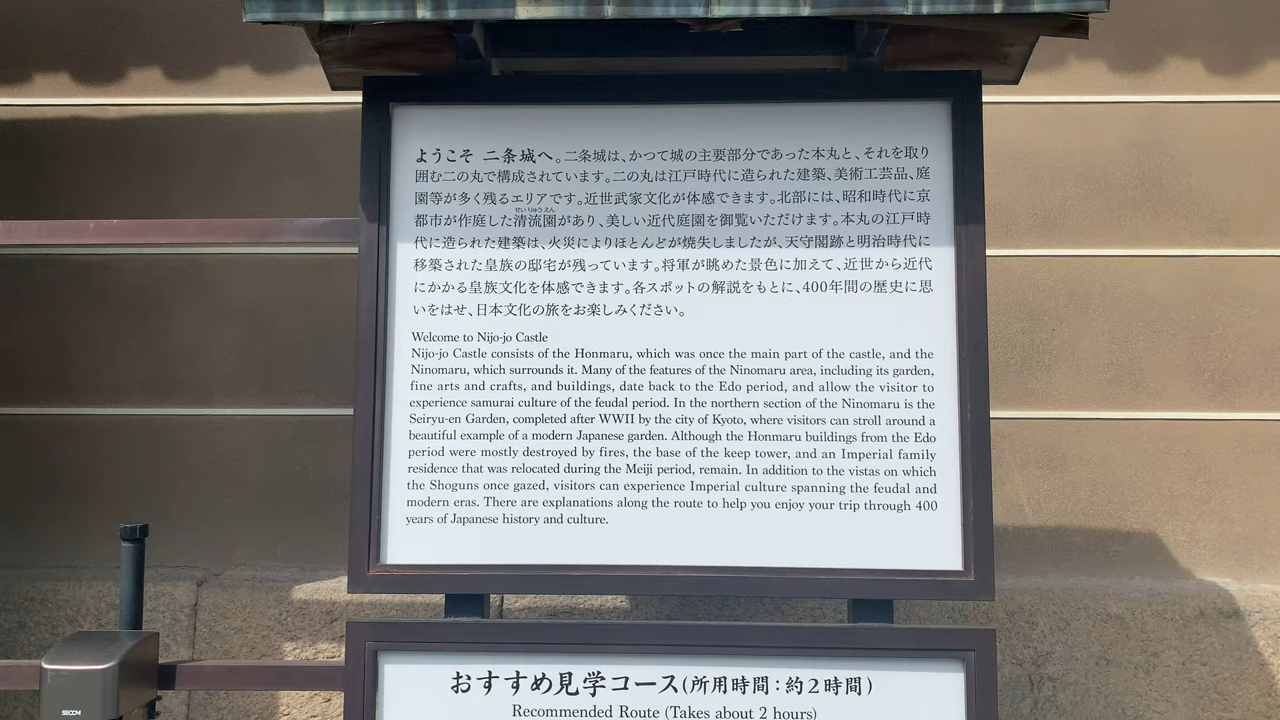 ようこそ 二条城へ。二条城は、かつて城の主要部分であった本丸と、それを取り
囲む二の丸で構成されています。二の丸は江戸時代に造られた建築、美術工芸品、庭
園等が多く残るエリアです。近世武家文化が体感できます。北部には、昭和時代に京
せいりゅうえん
都市が作庭した清流園があり、美しい近代庭園を御覧いただけます。本丸の江戸時
代に造られた建築は、火災によりほとんどが焼失しましたが、天守閣跡と明治時代に
移築された皇族の邸宅が残っています。将軍が眺めた景色に加えて、近世から近代
にかかる皇族文化を体感できます。各スポットの解説をもとに、400年間の歴史に思
いをはせ、日本文化の旅をお楽しみください。
Welcome to Nijo-jo Castle
Nijo-jo Castle consists of the Honmaru, which was once the main part of the castle, and the
Ninomaru, which surrounds it. Many of the features of the Ninomaru area, including its garden,
fine arts and crafts, and buildings, date back to the Edo period, and allow the visitor to
experience samurai culture of the feudal period. In the northern section of the Ninomaru is the
Seiryu-en Garden, completed after WWII by the city of Kyoto, where visitors can stroll around a
beautiful example of a modern Japanese garden. Although the Honmaru buildings from the Edo
period were mostly destroyed by fires, the base of the keep tower, and an Imperial family
residence that was relocated during the Meiji period, remain. In addition to the vistas on which
the Shoguns once gazed, visitors can experience Imperial culture spanning the feudal and
modern eras. There are explanations along the route to help you enjoy your trip through 400
years of Japanese history and culture.
おすすめ見学コース(所用時間：約2時間)
Recommended Route (Takes about 2 hours)
SECOM